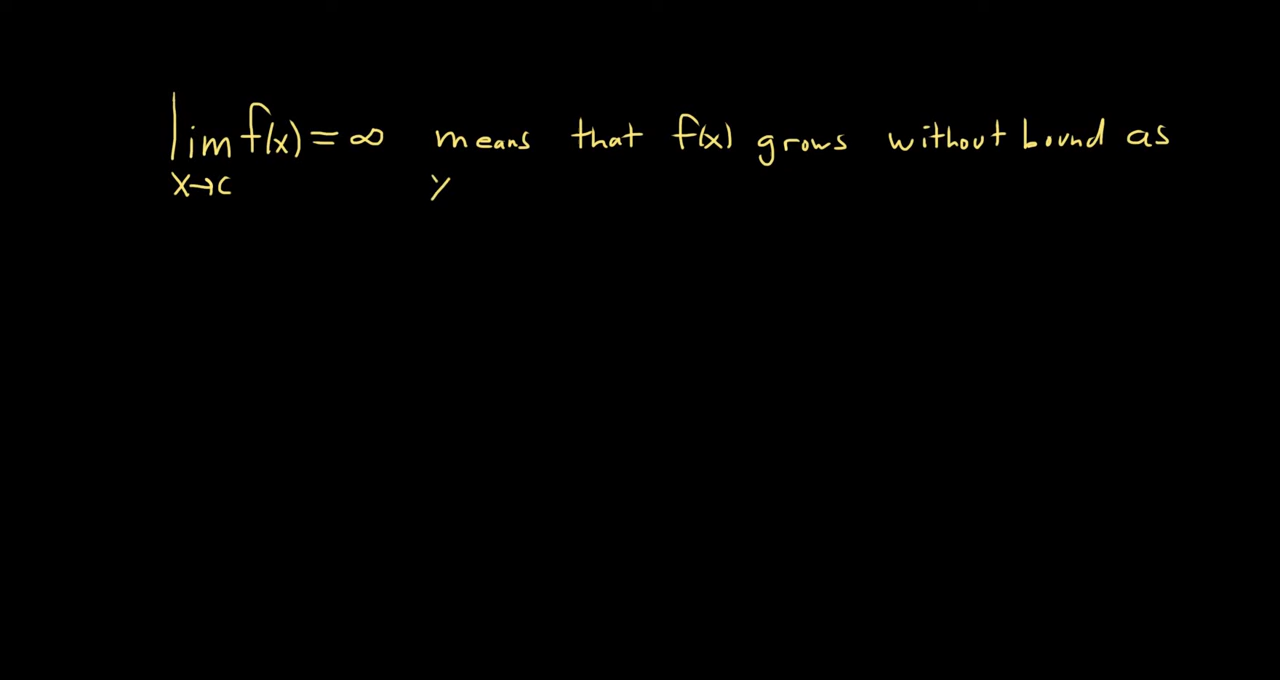 lim f(x) = ∞ means that f(x) grows without bound as
x→c x